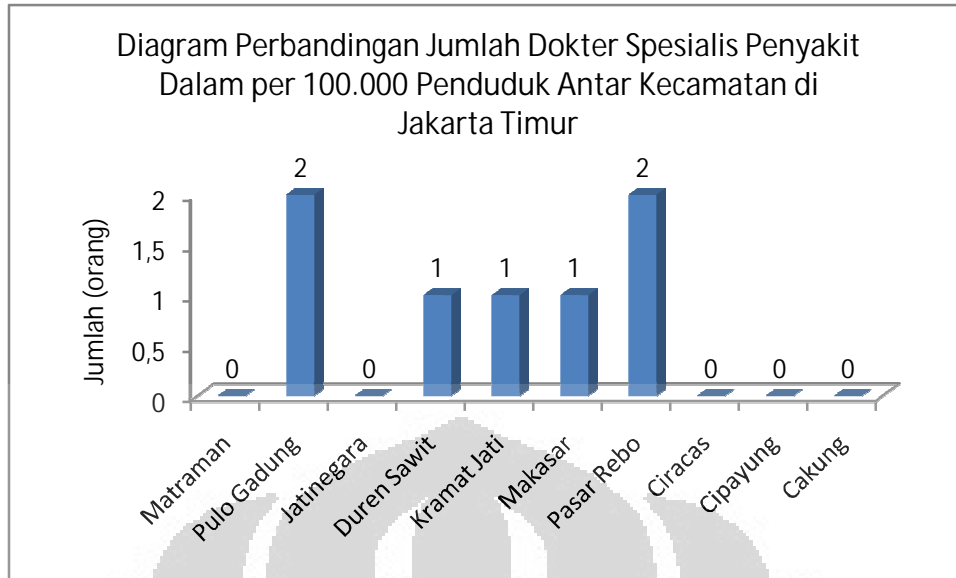 Diagram Perbandingan Jumlah Dokter Spesialis Penyakit
Dalam per 100.000 Penduduk Antar Kecamatan di
Jakarta Timur
Jumlah (orang)
2
1,5
1
0,5
0
0
2
0
1
1
1
2
0
0
0
Matraman
Pulo Gadung
Jatinegara
Duren Sawit
Kramat Jati
Makasar
Pasar Rebo
Ciracas
Cipayung
Cakung